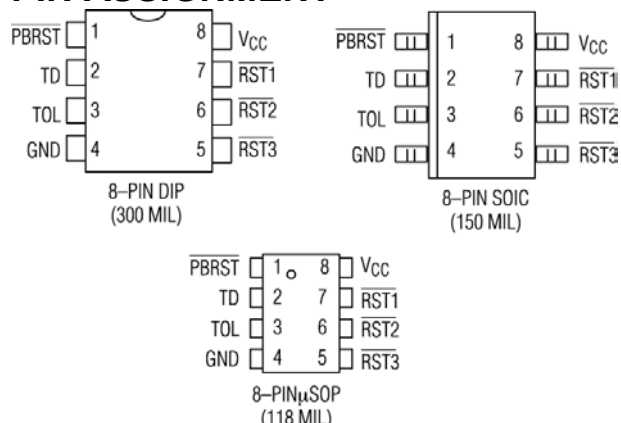 PIN ASSIGNMENT
PBRST 1 8 VCC
TD 2 7 RST1
TOL 3 6 RST2
GND 4 5 RST3
8–PIN DIP
(300 MIL)
PBRST 1 8 VCC
TD 2 7 RST1
TOL 3 6 RST2
GND 4 5 RST3
8–PIN SOIC
(150 MIL)
PBRST 1 8 VCC
TD 2 7 RST1
TOL 3 6 RST2
GND 4 5 RST3
8–PINμSOP
(118 MIL)